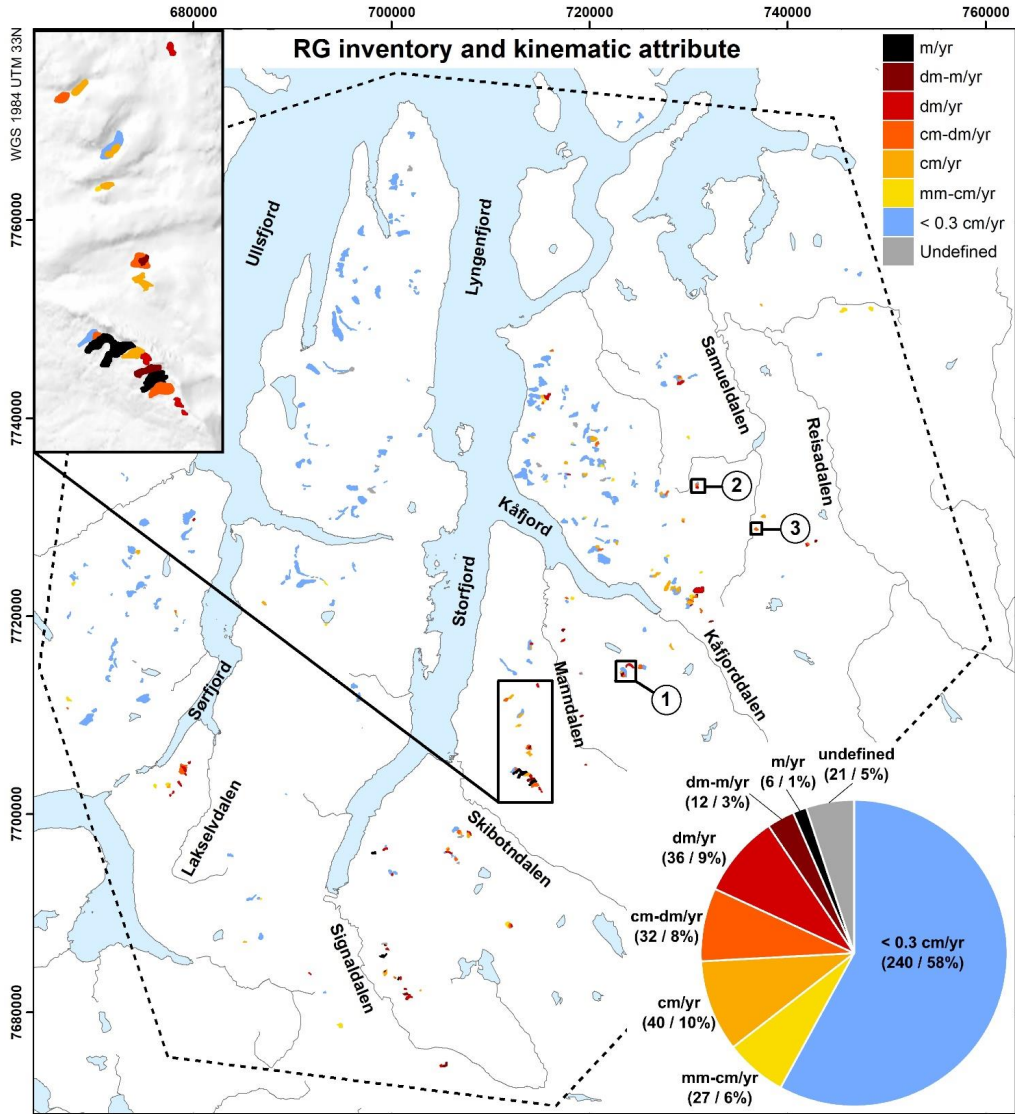 680000
700000
720000
740000
760000
WGS 1984 UTM 33N
RG inventory and kinematic attribute
m/yr
dm-m/yr
dm/yr
cm-dm/yr
cm/yr
mm-cm/yr
< 0.3 cm/yr
Undefined
7760000
7740000
7720000
7700000
7680000
Ullsfjord
Lyngenfjord
Samueldalen
Reisadalen
2
3
Kåfjord
Storfjord
Sørfjord
Manndalen
Kåfjorddalen
1
Lakselvdalen
Skibotndalen
Signaldalen
undefined
(21 / 5%)
m/yr
(6 / 1%)
dm-m/yr
(12 / 3%)
dm/yr
(36 / 9%)
cm-dm/yr
(32 / 8%)
< 0.3 cm/yr
(240 / 58%)
cm/yr
(40 / 10%)
mm-cm/yr
(27 / 6%)